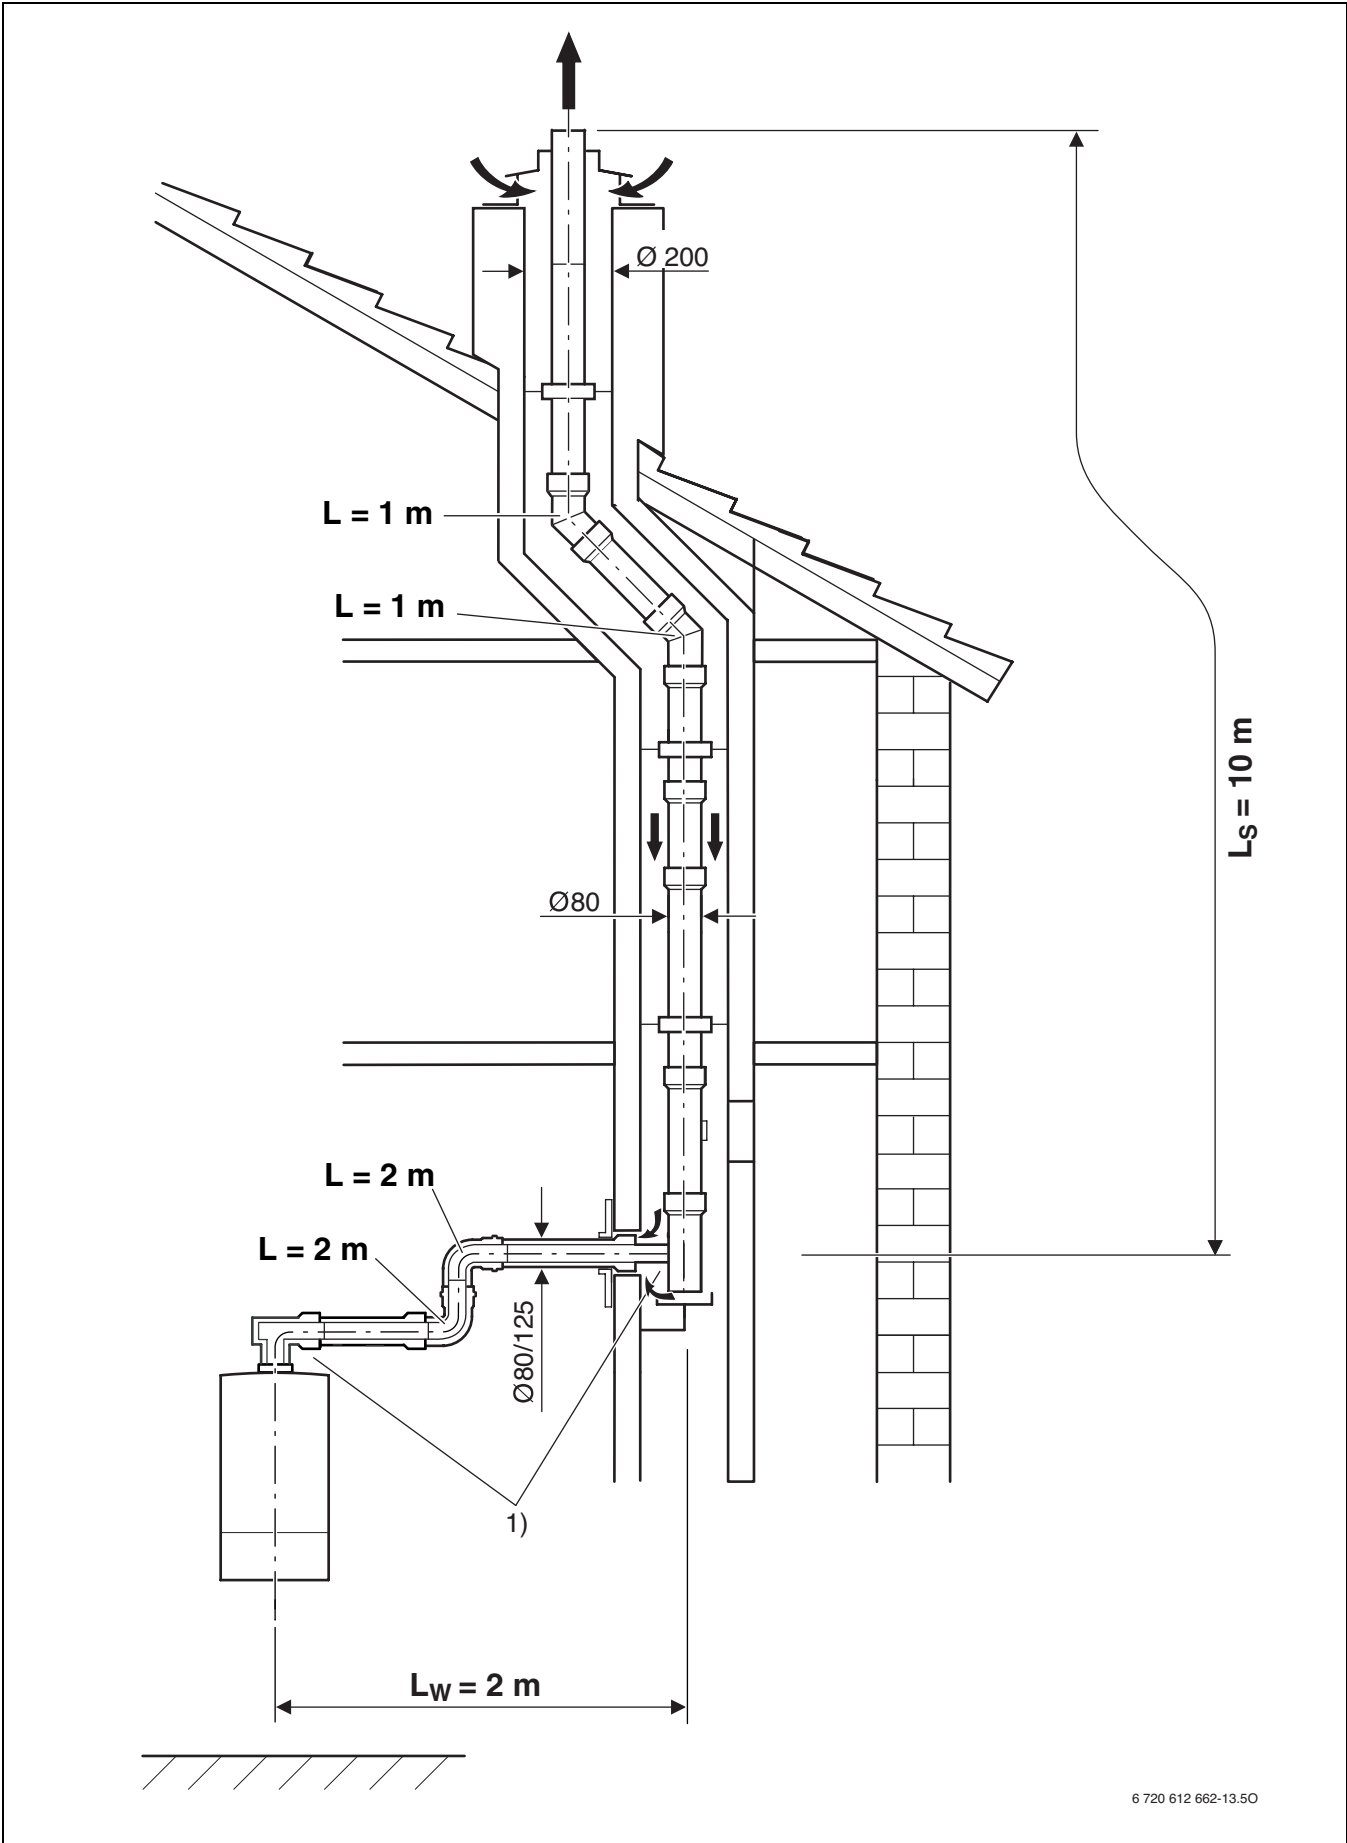 Ø 200
L = 1 m
L = 1 m
LS = 10 m
Ø80
L = 2 m
L = 2 m
Ø80/125
1)
LW = 2 m
6 720 612 662-13.5O